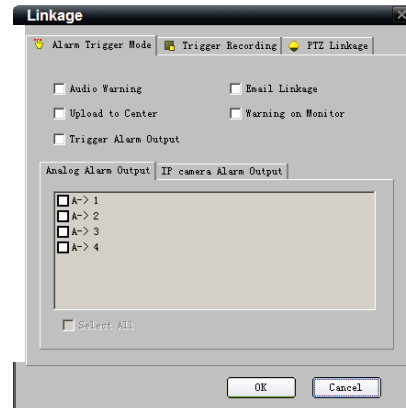 Linkage
Alarm Trigger Mode Trigger Recording PTZ Linkage
Audio Warning Email Linkage
Upload to Center Warning on Monitor
Trigger Alarm Output
Analog Alarm Output IP camera Alarm Output
A-> 1
A-> 2
A-> 3
A-> 4
Select All
OK Cancel